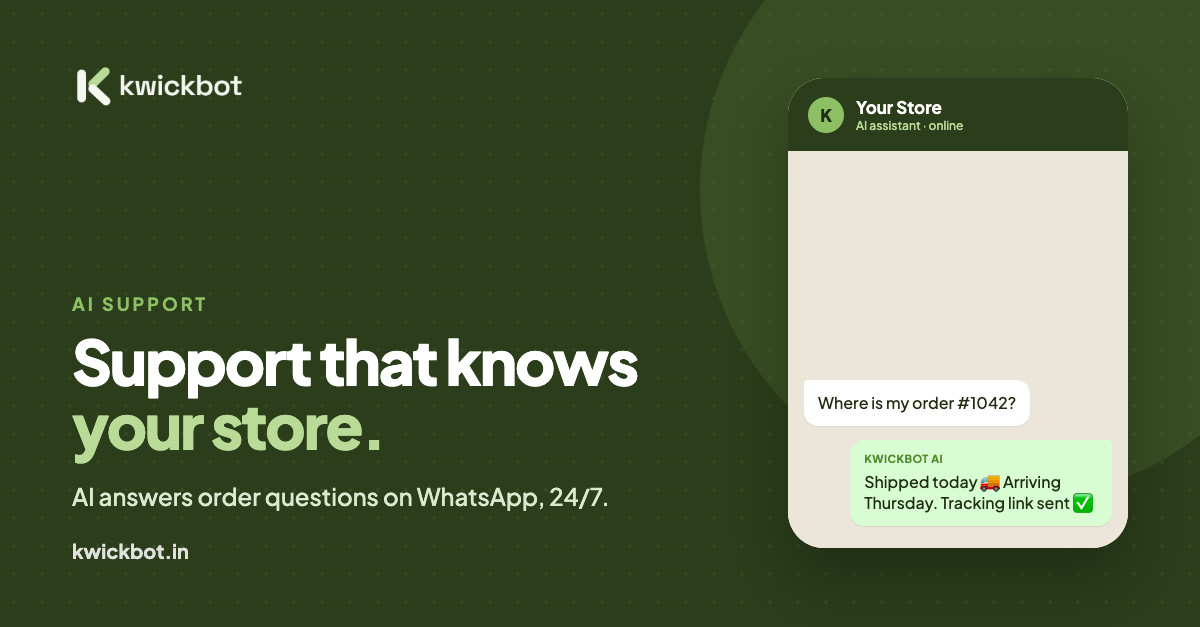 kwickbot
AI SUPPORT
Support that knows
your store.
AI answers order questions on WhatsApp, 24/7.
kwickbot.in
K
Your Store
AI assistant · online
Where is my order #1042?
KWICKBOT AI
Shipped today 🚚 Arriving
Thursday. Tracking link sent ✅